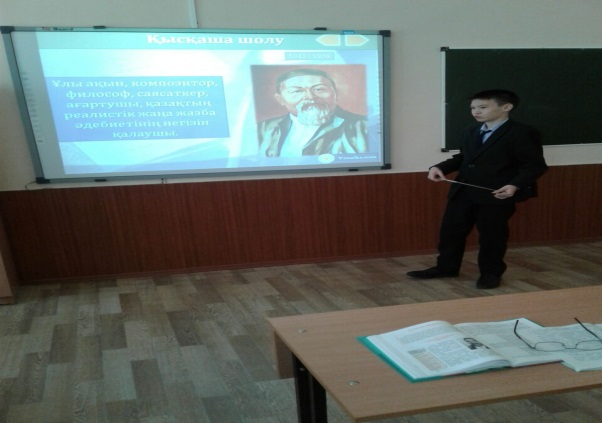 Қысқаша шолу
Ұлы ақын, композитор,
философ, саясаткер,
ағартушы, қазақтың
реалистік жаңа жазба
әдебиетінің негізін
қалаушы.